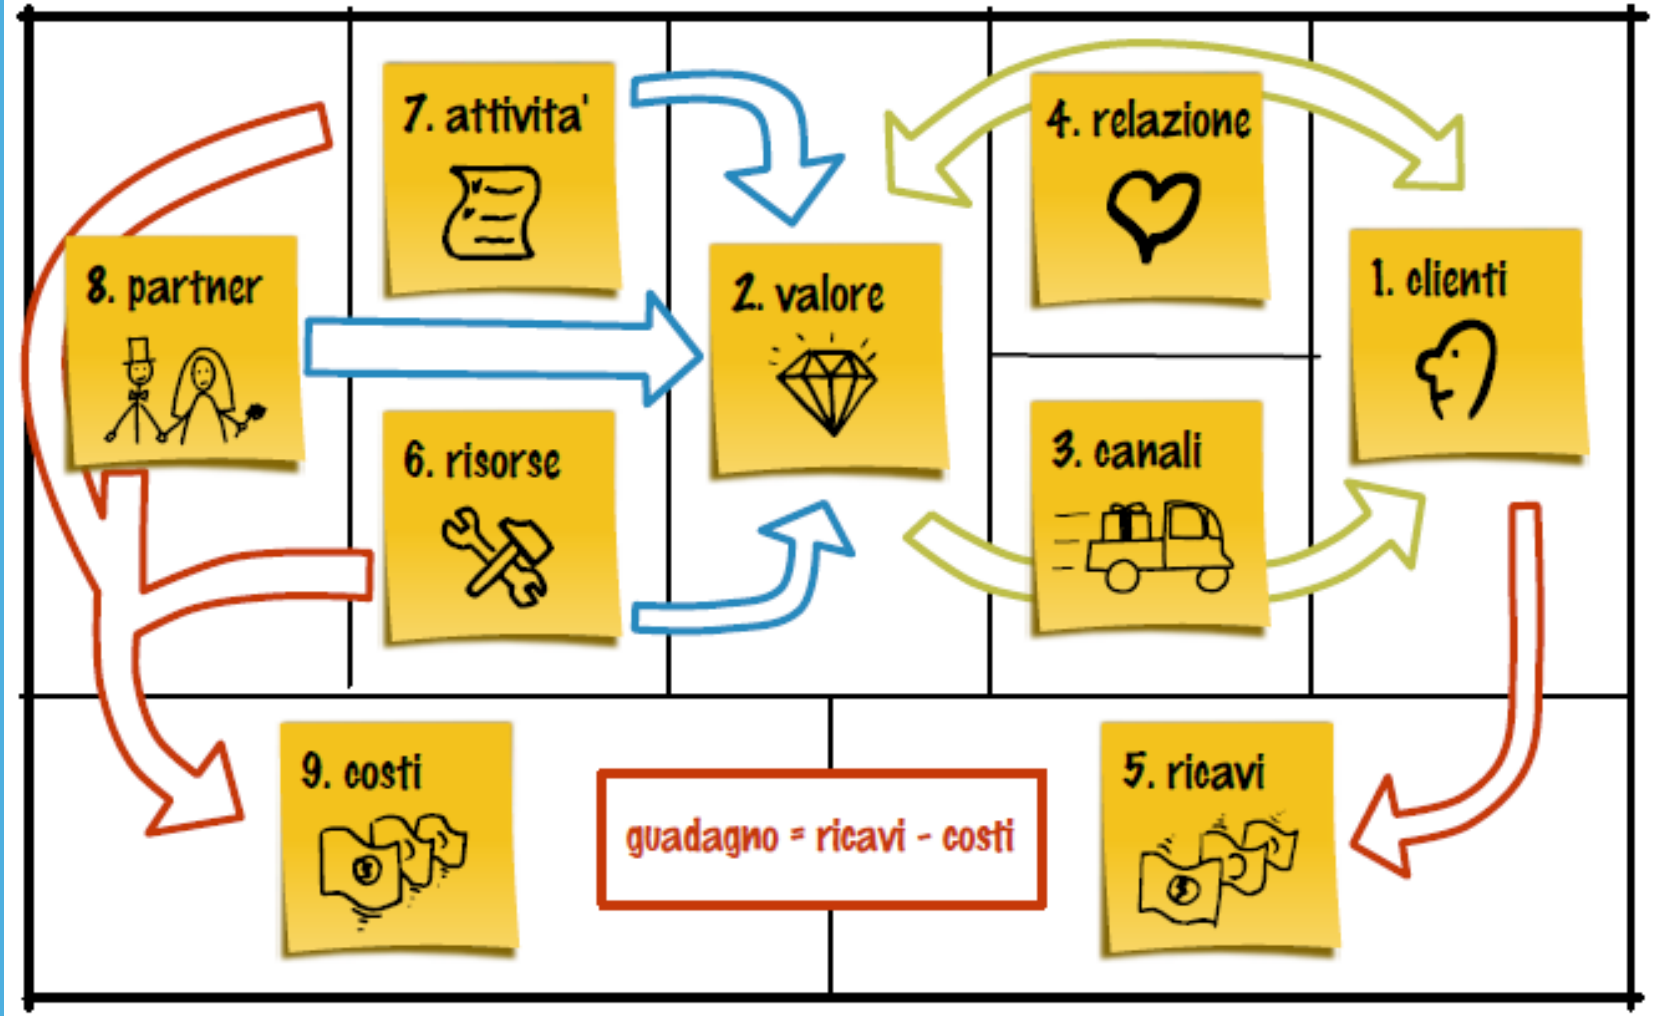 7. attivita'
4. relazione
8. partner
2. valore
1. clienti
6. risorse
3. canali
9. costi
guadagno = ricavi - costi
5. ricavi